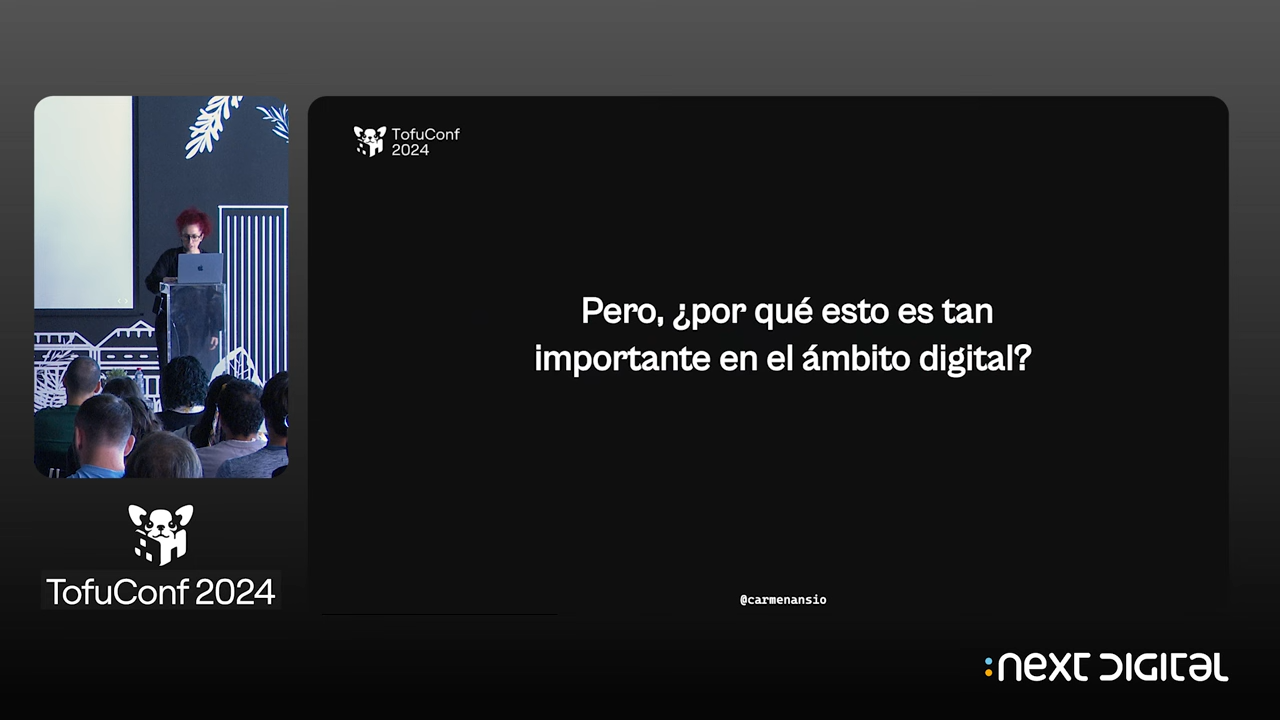 TofuConf
2024
Pero, ¿por qué esto es tan
importante en el ámbito digital?
@carmenansio
TofuConf 2024
:next DIGITal